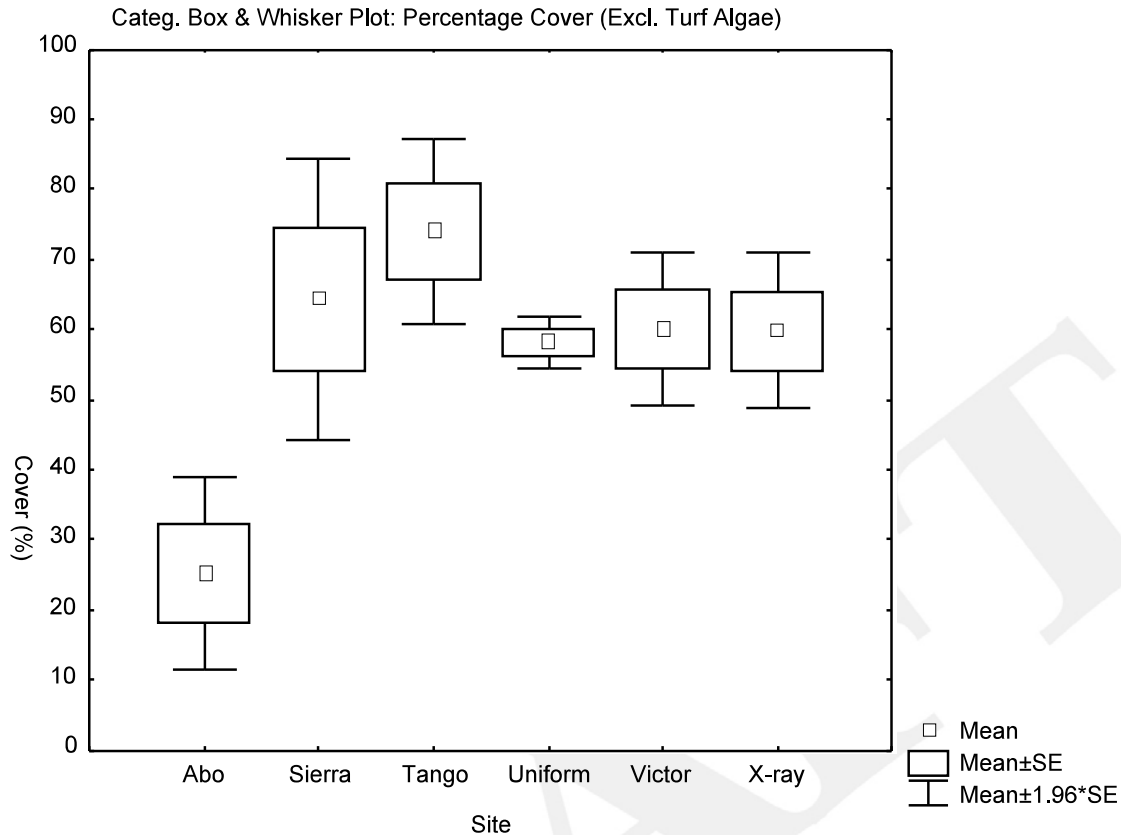 Categ. Box & Whisker Plot: Percentage Cover (Excl. Turf Algae)
100
90
80
70
60
50
40
30
20
10
0
Cover (%)
Abo Sierra Tango Uniform Victor X-ray
Site
Mean
Mean±SE
Mean±1.96*SE